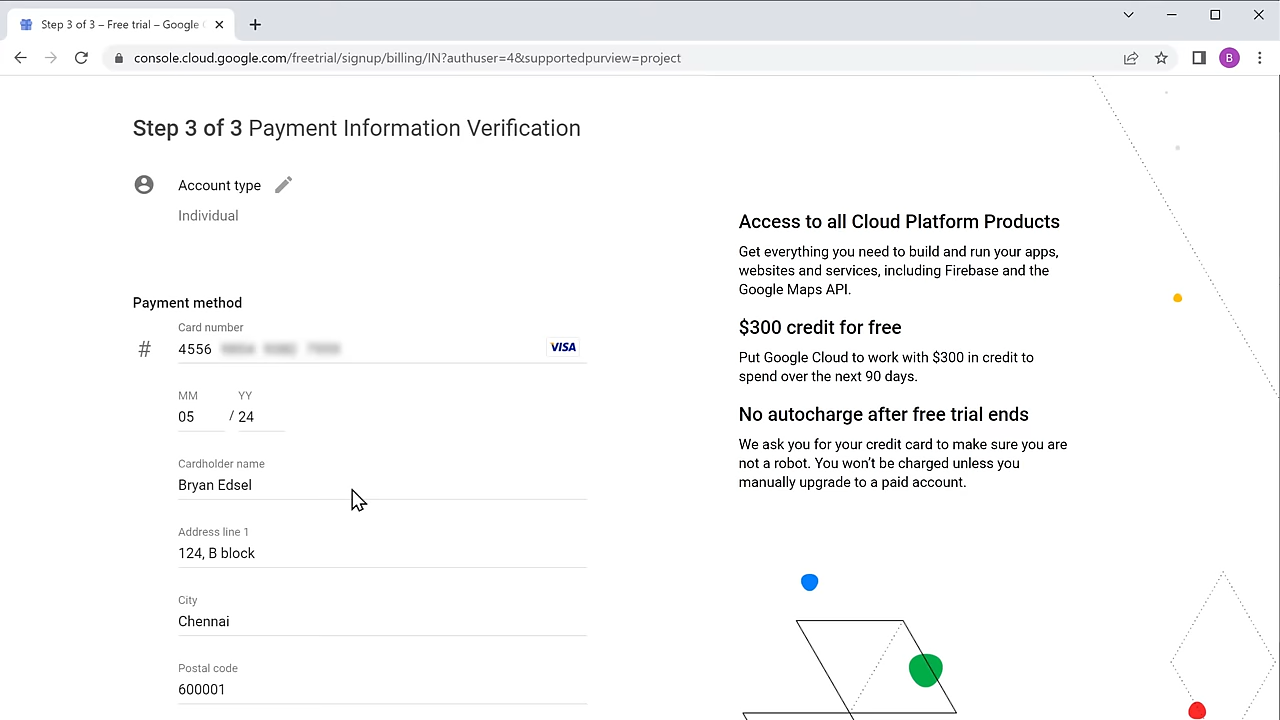 Step 3 of 3 – Free trial – Google
console.cloud.google.com/freetrial/signup/billing/IN?authuser=4&supportedpurview=project
B
Step 3 of 3 Payment Information Verification
Account type
Individual
Payment method
Card number
# 4556
VISA
MM YY
05 / 24
Cardholder name
Bryan Edsel
Address line 1
124, B block
City
Chennai
Postal code
600001
Access to all Cloud Platform Products
Get everything you need to build and run your apps,
websites and services, including Firebase and the
Google Maps API.
$300 credit for free
Put Google Cloud to work with $300 in credit to
spend over the next 90 days.
No autocharge after free trial ends
We ask you for your credit card to make sure you are
not a robot. You won’t be charged unless you
manually upgrade to a paid account.